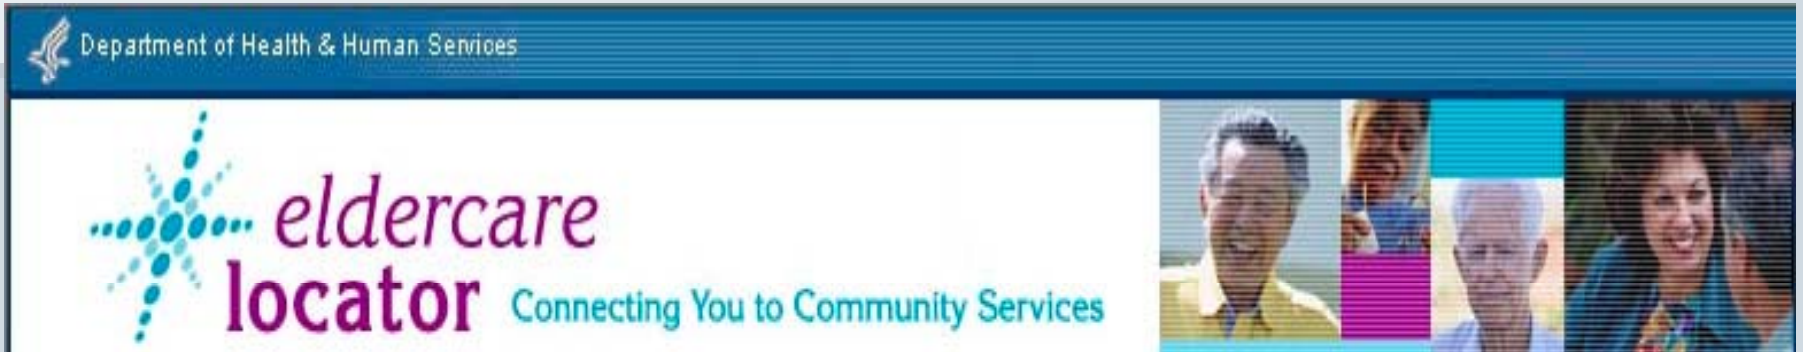 Department of Health & Human Services
eldercare
locator Connecting You to Community Services